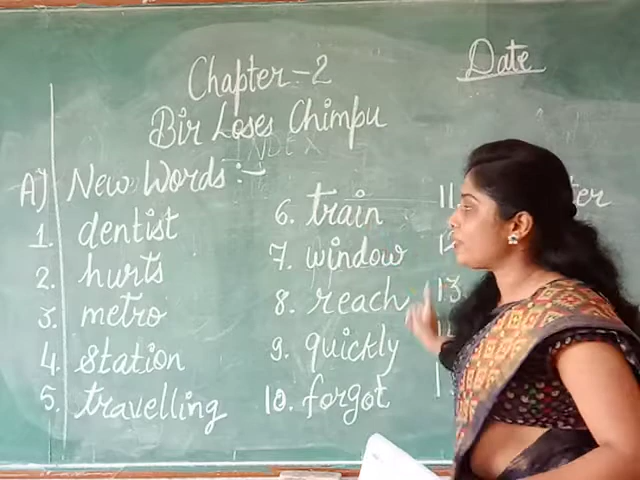 Date
Chapter-2
Bir Loses Chimpu
INDEX
A) New Words :-
1. dentist
2. hurts
3. metro
4. station
5. travelling
6. train
7. window
8. reach
9. quickly
10. forgot
11.
13.